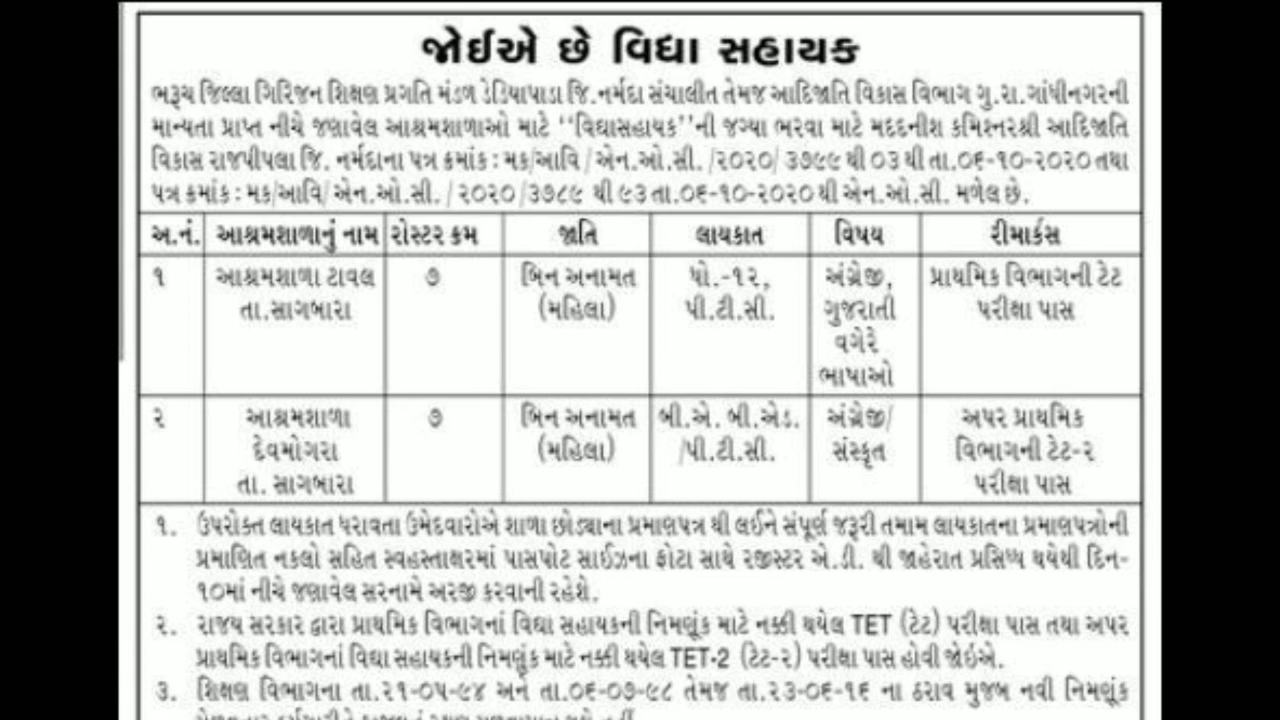 જોઈએ છે વિધા સહાયક
ભરૂચ જિલ્લા ગિરિજન શિક્ષણ પ્રગતિ મંડળ ડેડિયાપાડા જિ.નર્મદા સંચાલીત તેમજ આદિજાતિ વિકાસ વિભાગ ગુ.રા.ગાંધીનગરની
માન્યતા પ્રાપ્ત નીચે જણાવેલ આશ્રમશાળાઓ માટે ‘‘વિદ્યાસહાયક’’ની જગ્યા ભરવા માટે મદદનીશ કમિશ્નરશ્રી આદિજાતિ
વિકાસ રાજપીપલા જિ. નર્મદાના પત્ર ક્રમાંક : મક/આવિ / એન.ઓ.સી. /૨૦૨૦/ ૩૭૯૯ થી ૦૩ થી તા.૦૬-૧૦-૨૦૨૦ તથા
પત્ર ક્રમાંક : મક/આવિ/ એન.ઓ.સી. / ૨૦૨૦ /૩૭૮૯ થી ૯૩ તા.૦૬-૧૦-૨૦૨૦ થી એન.ઓ.સી. મળેલ છે.
અ.નં. આશ્રમશાળાનું નામ રોસ્ટર ક્રમ જાતિ લાયકાત વિષય રીમાર્કસ
૧ આશ્રમશાળા ટાવલ ૭ બિન અનામત ધો.-૧૨, અંગ્રેજી, પ્રાથમિક વિભાગની ટેટ
તા.સાગબારા (મહિલા) પી.ટી.સી. ગુજરાતી પરીક્ષા પાસ
વગેરે
ભાષાઓ
૨ આશ્રમશાળા ૭ બિન અનામત બી.એ. બી.એડ. અંગ્રેજી/ અપર પ્રાથમિક
દેવમોગરા (મહિલા) /પી.ટી.સી. સંસ્કૃત વિભાગની ટેટ-૨
તા. સાગબારા પરીક્ષા પાસ
૧. ઉપરોક્ત લાયકાત ધરાવતા ઉમેદવારોએ શાળા છોડ્યાના પ્રમાણપત્ર થી લઈને સંપૂર્ણ જરૂરી તમામ લાયકાતના પ્રમાણપત્રોની
પ્રમાણિત નકલો સહિત સ્વહસ્તાક્ષરમાં પાસપોટ સાઈઝના ફોટા સાથે રજીસ્ટર એ.ડી. થી જાહેરાત પ્રસિધ્ધ થયેથી દિન-
૧૦માં નીચે જણાવેલ સરનામે અરજી કરવાની રહેશે.
૨. રાજય સરકાર દ્વારા પ્રાથમિક વિભાગનાં વિદ્યા સહાયકની નિમણૂંક માટે નક્કી થયેલ TET (ટેટ) પરીક્ષા પાસ તથા અપર
પ્રાથમિક વિભાગનાં વિદ્યા સહાયકની નિમણૂંક માટે નક્કી થયેલ TET-2 (ટેટ-૨) પરીક્ષા પાસ હોવી જોઇએ.
૩. શિક્ષણ વિભાગના તા.૨૧-૦૫-૯૪ અને તા.૦૬-૦૭-૯૮ તેમજ તા.૨૩-૦૬-૧૬ ના ઠરાવ મુજબ નવી નિમણૂંક